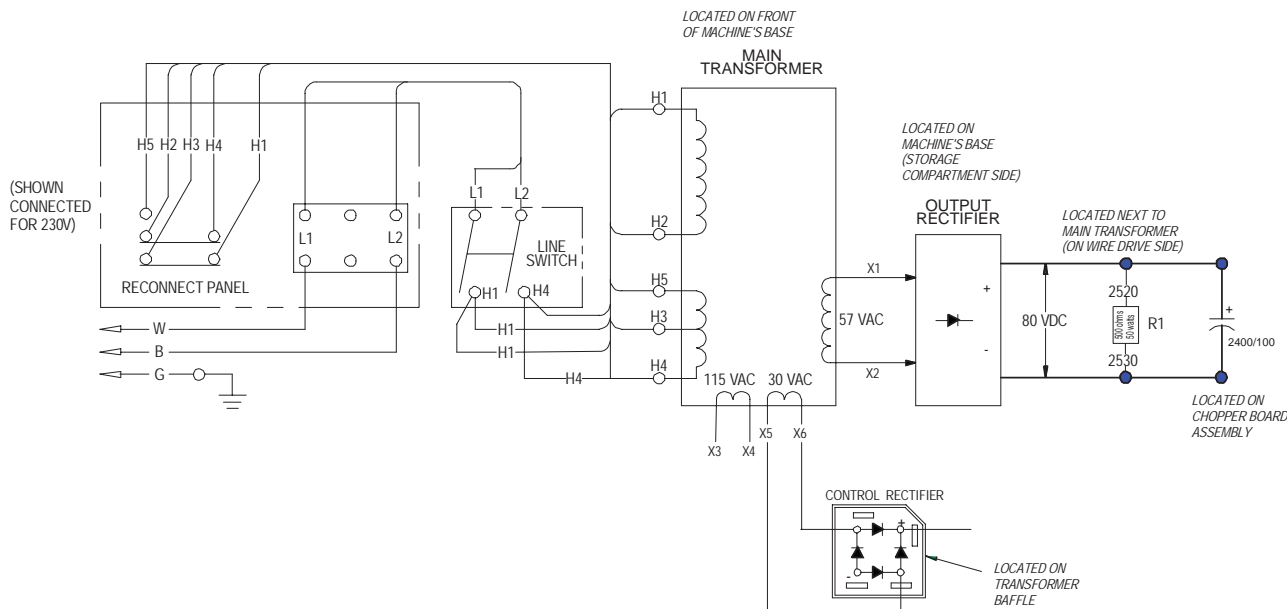 LOCATED ON FRONT
OF MACHINE'S BASE
MAIN
TRANSFORMER
H1
H5
H2
H3
H4
H1
(SHOWN
CONNECTED
FOR 230V)
L1
L2
RECONNECT PANEL
L1
L2
LINE
SWITCH
H1
H4
H1
H1
H4
W
B
G
H2
H5
H3
H4
57 VAC
115 VAC
30 VAC
X3
X4
X5
X6
X1
X2
LOCATED ON
MACHINE'S BASE
(STORAGE
COMPARTMENT SIDE)
OUTPUT
RECTIFIER
+
-
80 VDC
LOCATED NEXT TO
MAIN TRANSFORMER
(ON WIRE DRIVE SIDE)
2520
500 ohms
50 watts
R1
2530
+
2400/100
LOCATED ON
CHOPPER BOARD
ASSEMBLY
CONTROL RECTIFIER
+
-
LOCATED ON
TRANSFORMER
BAFFLE